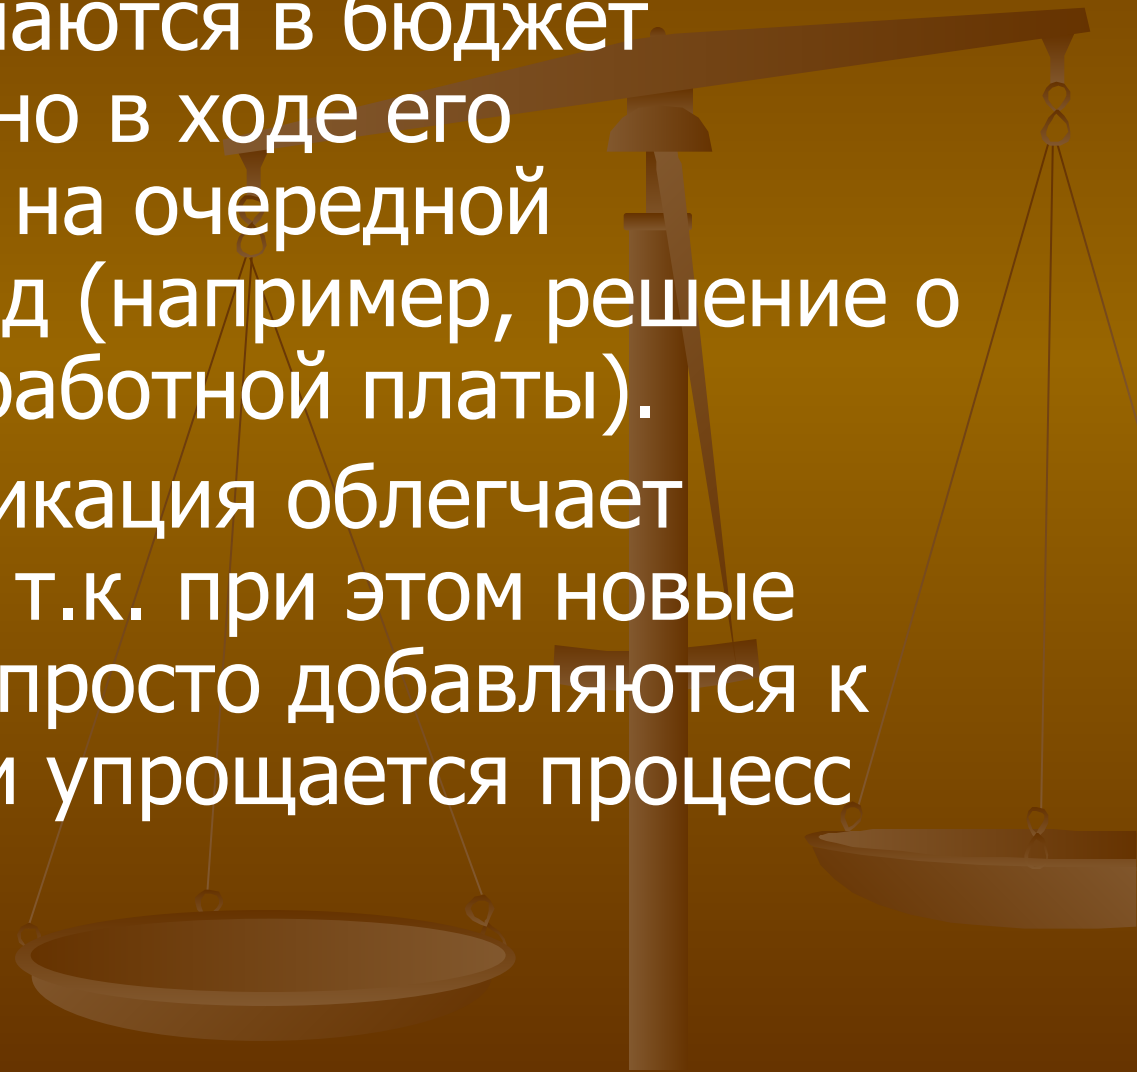 аются в бюджет
но в ходе его
на очередной
д (например, решение о
работной платы).
икация облегчает
т.к. при этом новые
просто добавляются к
и упрощается процесс